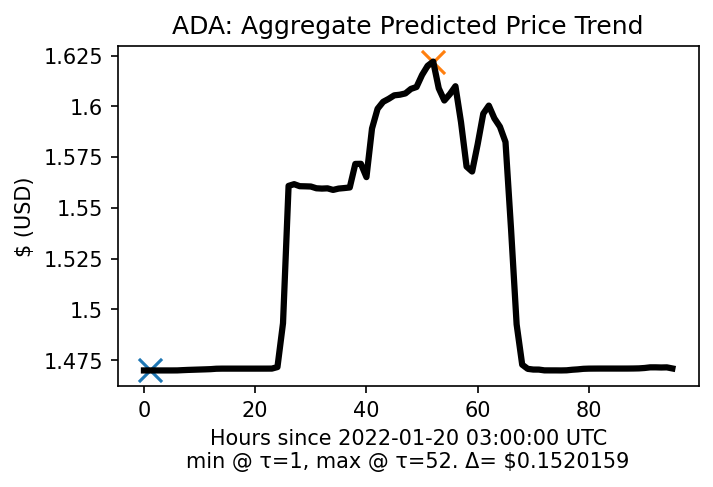 ADA: Aggregate Predicted Price Trend
$ (USD)
1.625
1.6
1.575
1.55
1.525
1.5
1.475
0 20 40 60 80
Hours since 2022-01-20 03:00:00 UTC
min @ τ=1, max @ τ=52. Δ= $0.1520159